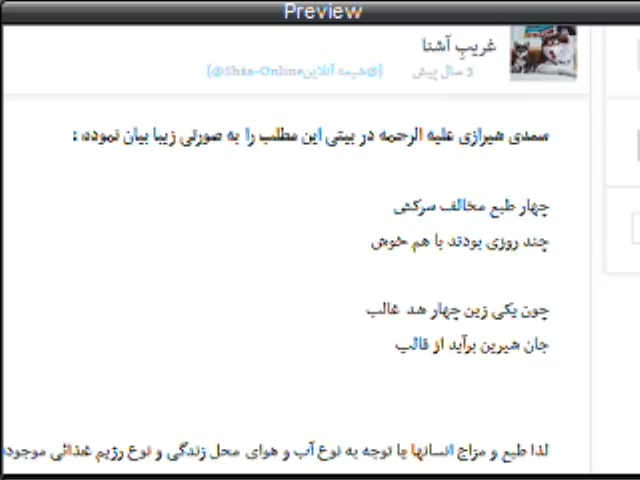 Preview
غریبِ آشنا
3 سال پیش
(@شیعه آنلاینShia-Online@)
سعدی شیرازی علیه الرحمه در بیتی این مطلب را به صورتی زیبا بیان نموده :
چهار طبع مخالف سرکش
چند روزی بودند با هم خوش
چون یکی زین چهار شد غالب
جان شیرین برآید از قالب
لذا طبع و مزاج انسانها با توجه به نوع آب و هوای محل زندگی و نوع رژیم غذائی موجود